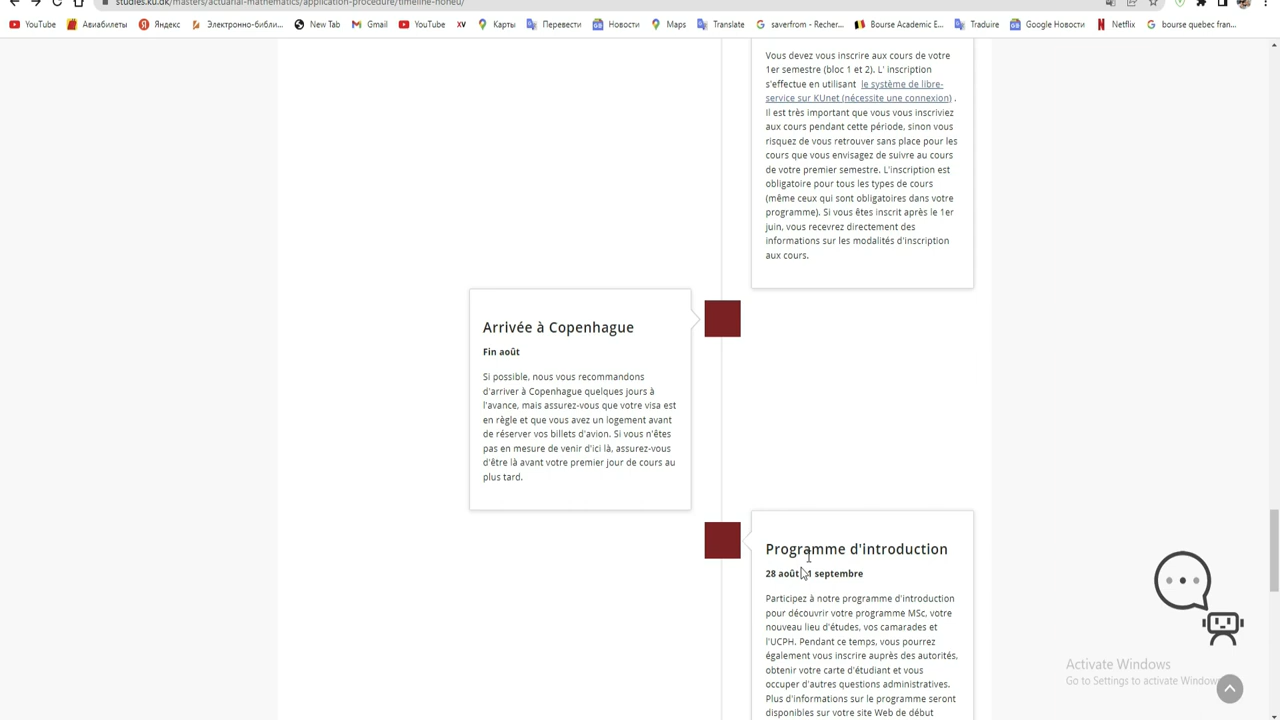 studies.ku.dk/masters/actuarial-mathematics/application-procedure/timeline-noneu/
YouTube
Авиабилеты
Яндекс
Электронно-библи...
New Tab
Gmail
YouTube
XV
Карты
Перевести
Новости
Maps
Translate
saverfrom - Recher...
Bourse Academic E...
Traduire
Google Новости
Netflix
bourse quebec fran...
Vous devez vous inscrire aux cours de votre
1er semestre (bloc 1 et 2). L' inscription
s'effectue en utilisant le système de libre-
service sur KUnet (nécessite une connexion) .
Il est très important que vous vous inscriviez
aux cours pendant cette période, sinon vous
risquez de vous retrouver sans place pour les
cours que vous envisagez de suivre au cours
de votre premier semestre. L'inscription est
obligatoire pour tous les types de cours
(même ceux qui sont obligatoires dans votre
programme). Si vous êtes inscrit après le 1er
juin, vous recevrez directement des
informations sur les modalités d'inscription
aux cours.
Arrivée à Copenhague
Fin août
Si possible, nous vous recommandons
d'arriver à Copenhague quelques jours à
l'avance, mais assurez-vous que votre visa est
en règle et que vous avez un logement avant
de réserver vos billets d'avion. Si vous n'êtes
pas en mesure de venir d'ici là, assurez-vous
d'être là avant votre premier jour de cours au
plus tard.
Programme d'introduction
28 août 1 septembre
Participez à notre programme d'introduction
pour découvrir votre programme MSc, votre
nouveau lieu d'études, vos camarades et
l'UCPH. Pendant ce temps, vous pourrez
également vous inscrire auprès des autorités,
obtenir votre carte d'étudiant et vous
occuper d'autres questions administratives.
Plus d'informations sur le programme seront
disponibles sur votre site Web de début
Activate Windows
Go to Settings to activate Windows.